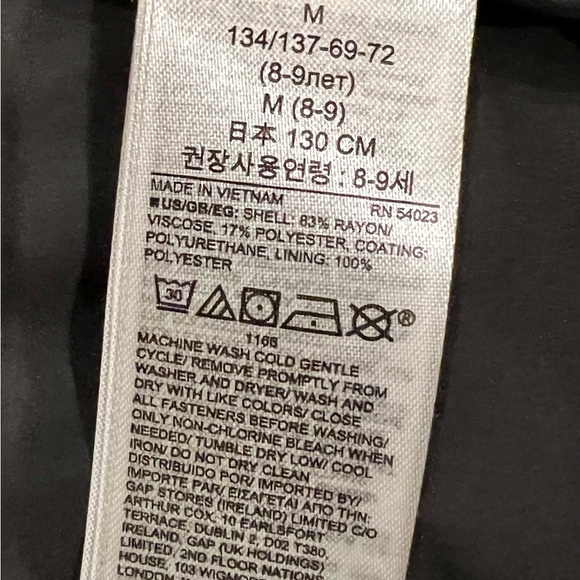 M
134/137-69-72
(8-9лет)
M (8-9)
日本 130 CM
권장사용연령 : 8-9세
MADE IN VIETNAM RN 54023
■US/GB/EG: SHELL: 83% RAYON/
VISCOSE, 17% POLYESTER, COATING:
POLYURETHANE, LINING: 100%
POLYESTER
30 ®
1166
MACHINE WASH COLD GENTLE
CYCLE/ REMOVE PROMPTLY FROM
WASHER AND DRYER/ WASH AND
DRY WITH LIKE COLORS/ CLOSE
ALL FASTENERS BEFORE WASHING/
ONLY NON-CHLORINE BLEACH WHEN
NEEDED/ TUMBLE DRY LOW/ COOL
IRON/ DO NOT DRY CLEAN
DISTRIBUIDO POR/ IMPORTED BY/
IMPORTE PAR/ ΕΙΣΑΓΕΤΑΙ ΑΠΟ ΤΗΝ:
GAP STORES (IRELAND) LIMITED C/O
ARTHUR COX, 10 EARLSFORT
TERRACE, DUBLIN 2, D02 T380,
IRELAND, GAP (UK HOLDINGS)
LIMITED, 2ND FLOOR NATIONS
HOUSE, 103 WIGMORE
LONDON